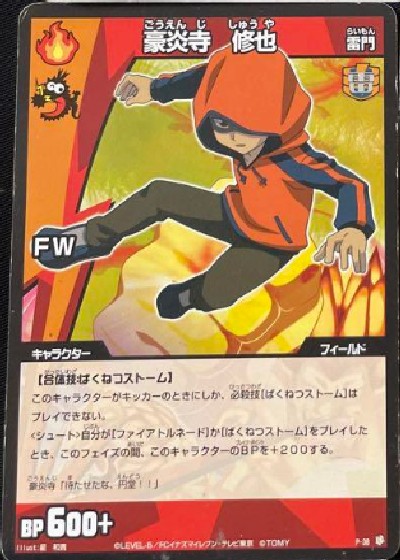 ごうえんじ しゅうや
豪炎寺 修也
らいもん
雷門
雷
FW
キャラクター
フィールド
【合体技:ばくねつストーム】
このキャラクターがキッカーのときにしか、必殺技[ばくねつストーム]は
プレイできない。
<シュート>自分が[ファイアトルネード]か[ばくねつストーム]をプレイした
とき、このフェイズの間、このキャラクターのBPを+200する。
豪炎寺「待たせたな、円堂!!」
BP 600+
P-08
©LEVEL-5/FCイナズマイレブン・テレビ東京 ©TOMY